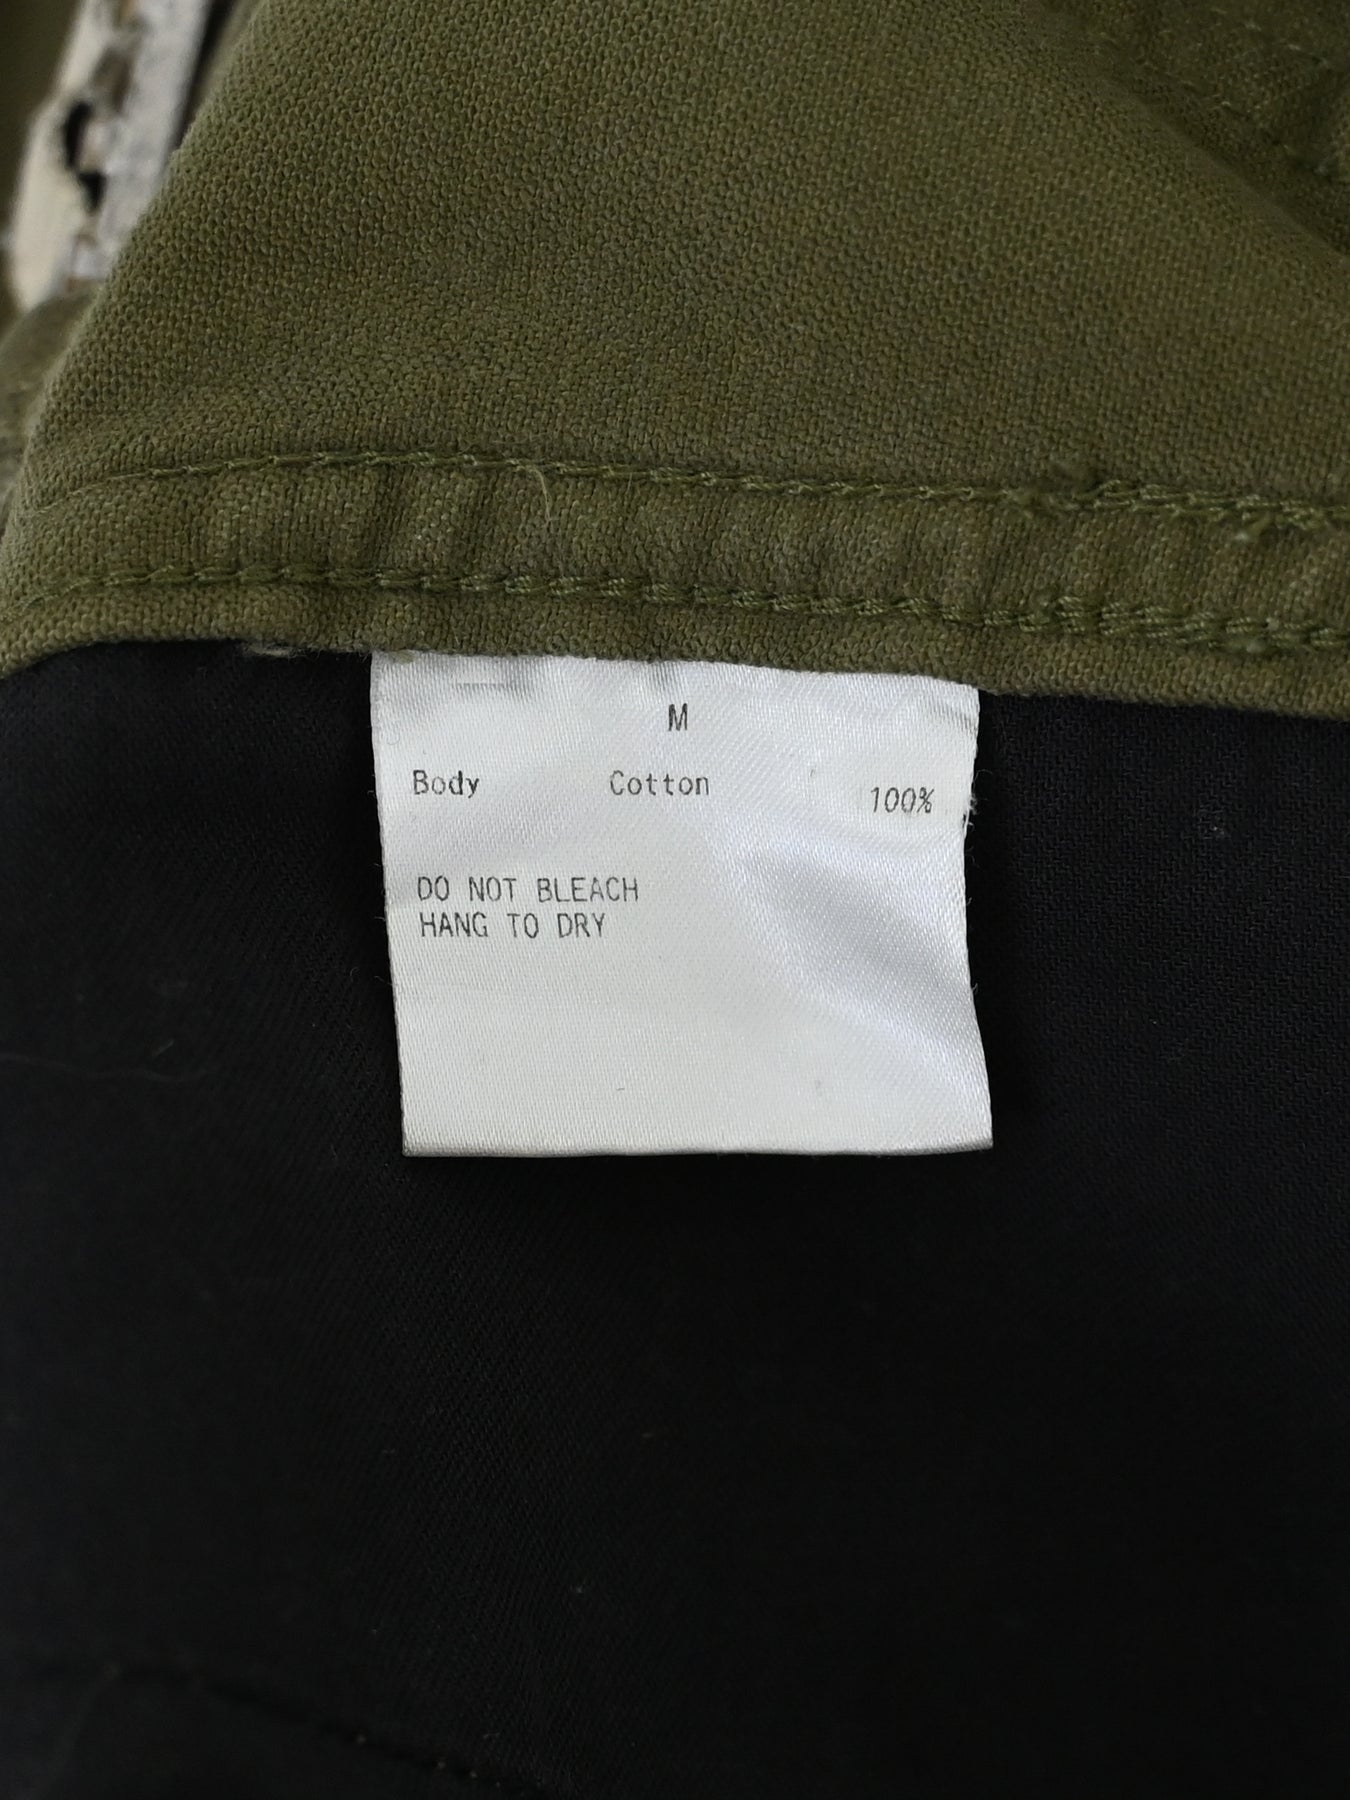 M
Body Cotton 100%
DO NOT BLEACH
HANG TO DRY